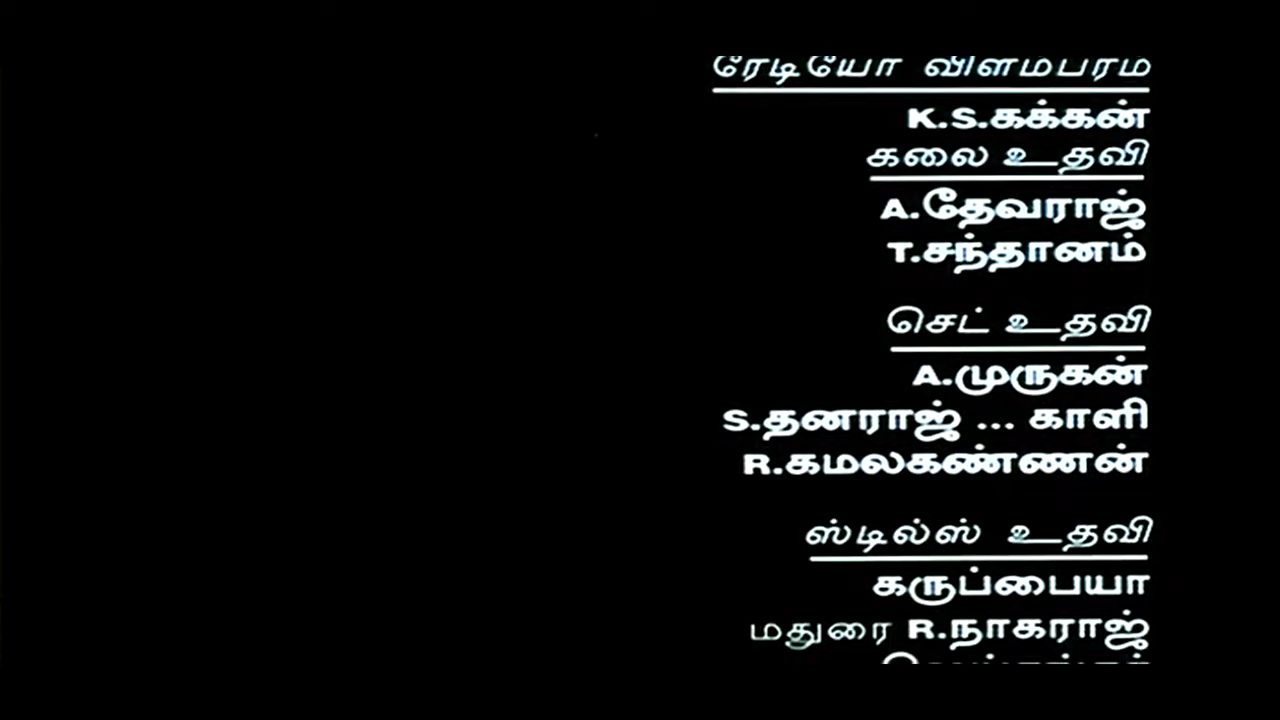 ரேடியோ விளம்பரம்
K.S.கக்கன்
கலை உதவி
A.தேவராஜ்
T.சந்தானம்
செட் உதவி
A.முருகன்
S.தனராஜ் ... காளி
R.கமலகண்ணன்
ஸ்டில்ஸ் உதவி
கருப்பையா
மதுரை R.நாகராஜ்